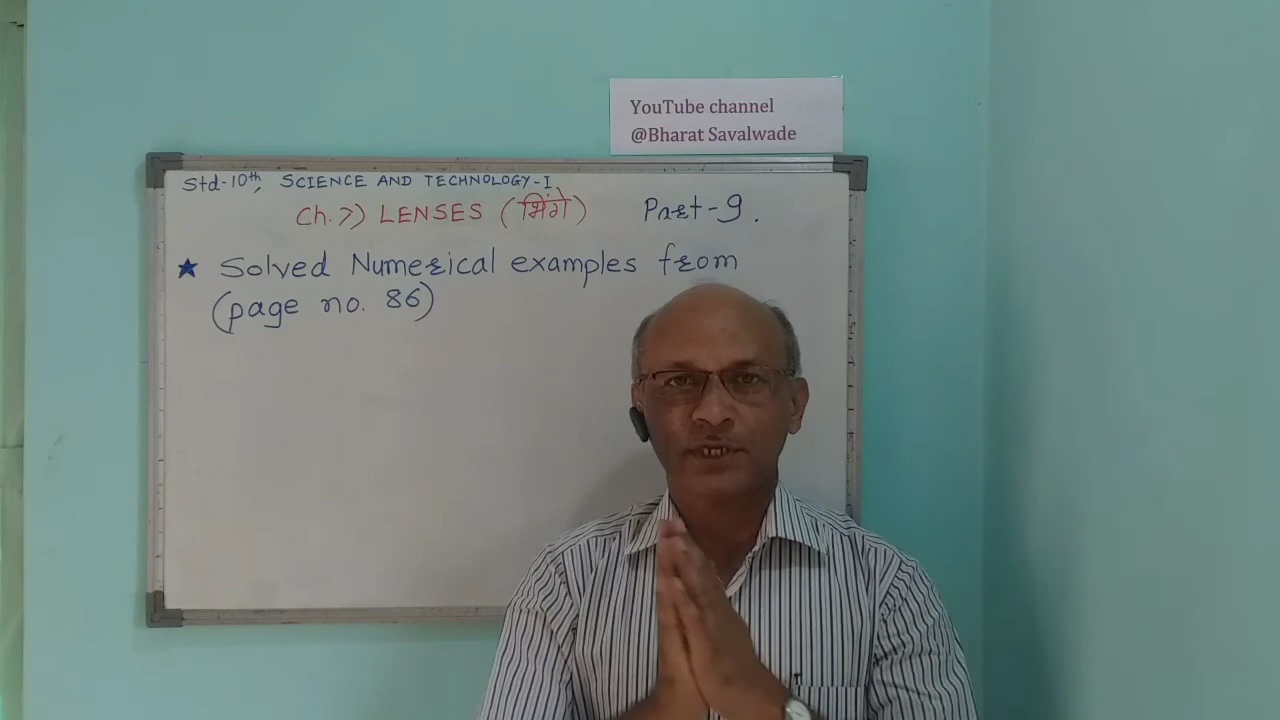 YouTube channel
@Bharat Savalwade
Std-10th, SCIENCE AND TECHNOLOGY-I
Ch.7) LENSES (भिंगे) Part-9.
★ Solved Numerical examples from
(page no. 86)